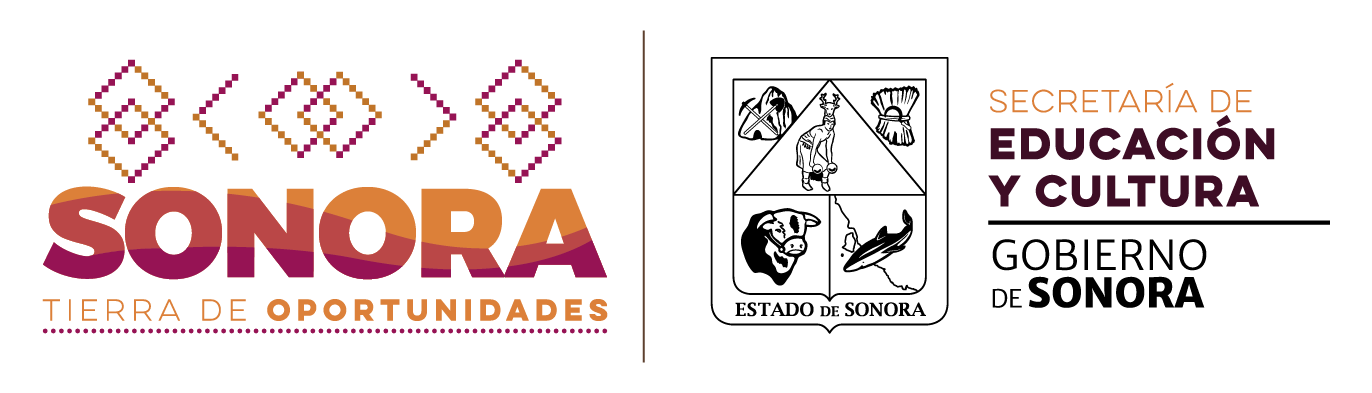 SONORA
TIERRA DE OPORTUNIDADES
ESTADO DE SONORA
SECRETARÍA DE
EDUCACIÓN
Y CULTURA
GOBIERNO
DE SONORA